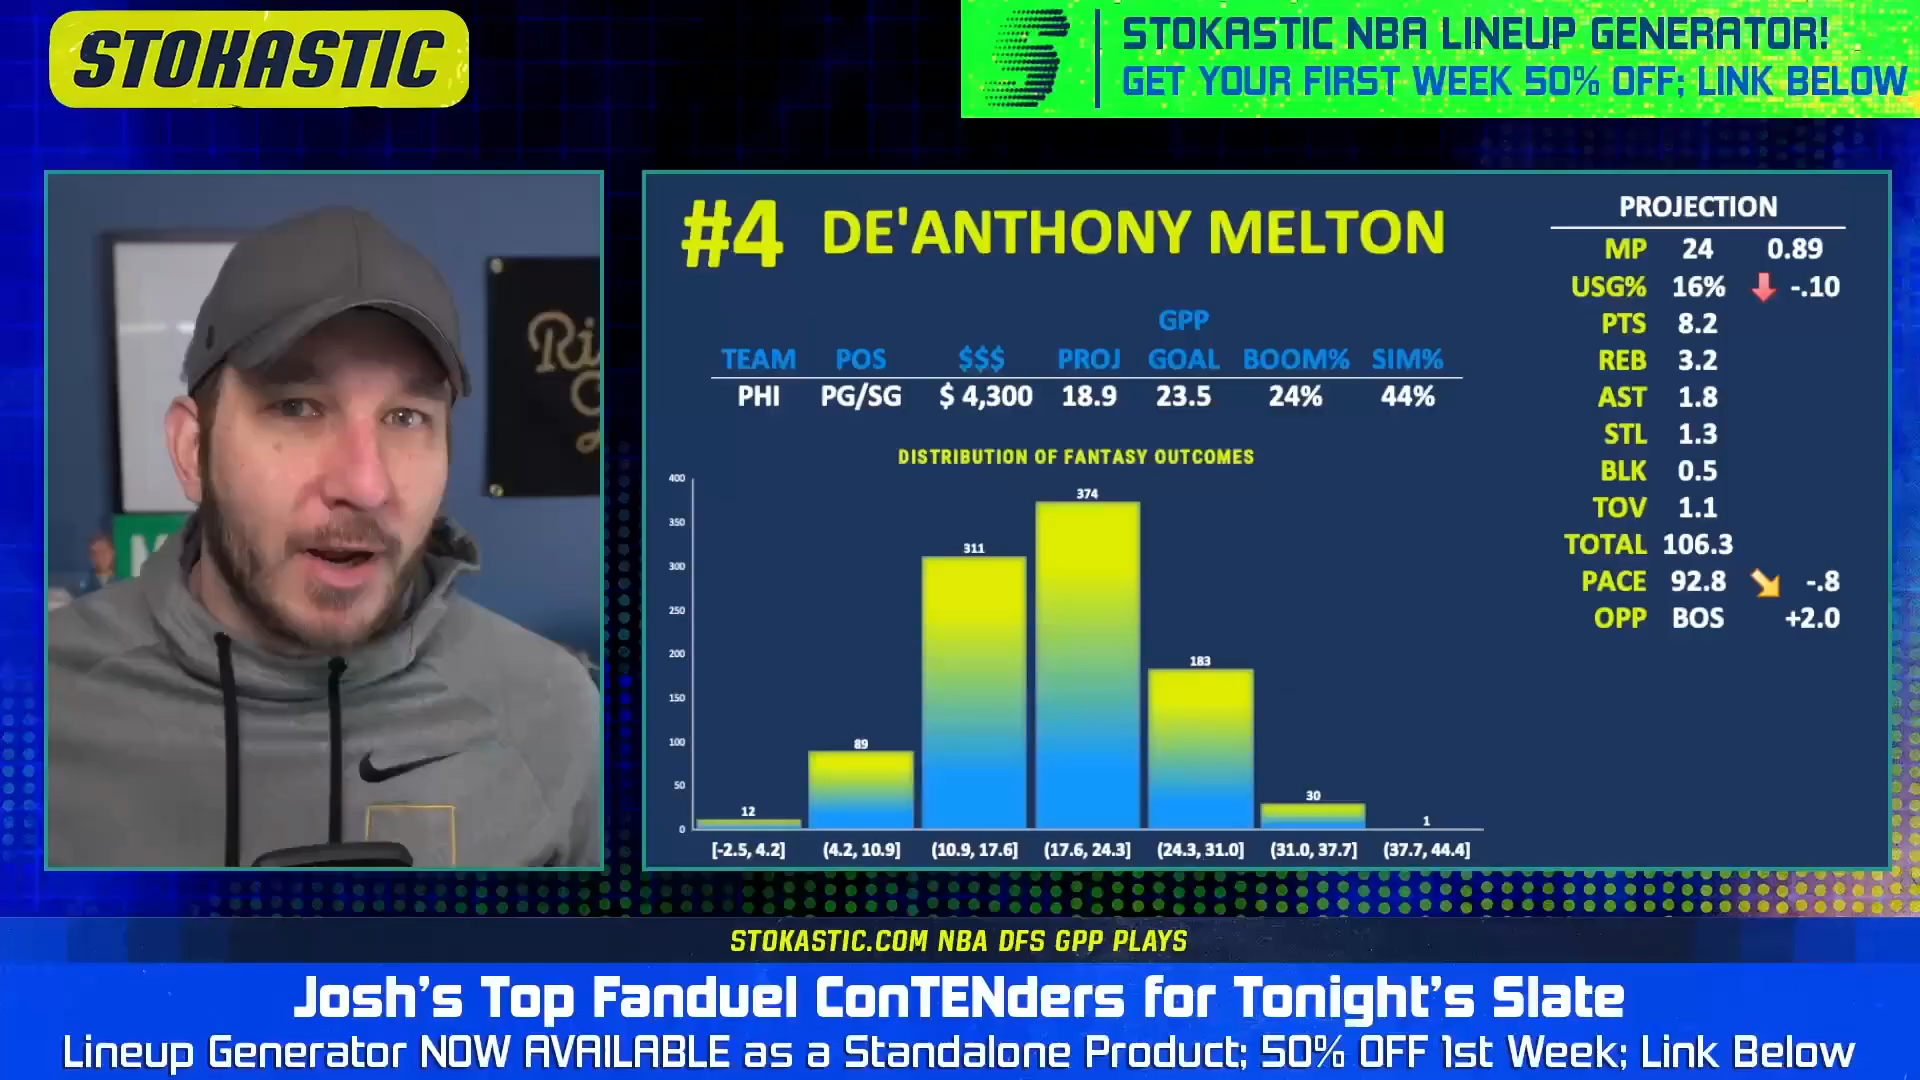 STOKASTIC
STOKASTIC NBA LINEUP GENERATOR!
GET YOUR FIRST WEEK 50% OFF; LINK BELOW
#4 DE'ANTHONY MELTON
GPP
TEAM POS $$$ PROJ GOAL BOOM% SIM%
PHI PG/SG $ 4,300 18.9 23.5 24% 44%
DISTRIBUTION OF FANTASY OUTCOMES
400
350
300
250
200
150
100
50
0
12
89
311
374
183
30
1
[-2.5, 4.2] (4.2, 10.9] (10.9, 17.6] (17.6, 24.3] (24.3, 31.0] (31.0, 37.7] (37.7, 44.4]
PROJECTION
MP 24 0.89
USG% 16% -.10
PTS 8.2
REB 3.2
AST 1.8
STL 1.3
BLK 0.5
TOV 1.1
TOTAL 106.3
PACE 92.8 -.8
OPP BOS +2.0
STOKASTIC.COM NBA DFS GPP PLAYS
Josh's Top Fanduel ConTENders for Tonight's Slate
Lineup Generator NOW AVAILABLE as a Standalone Product; 50% OFF 1st Week; Link Below